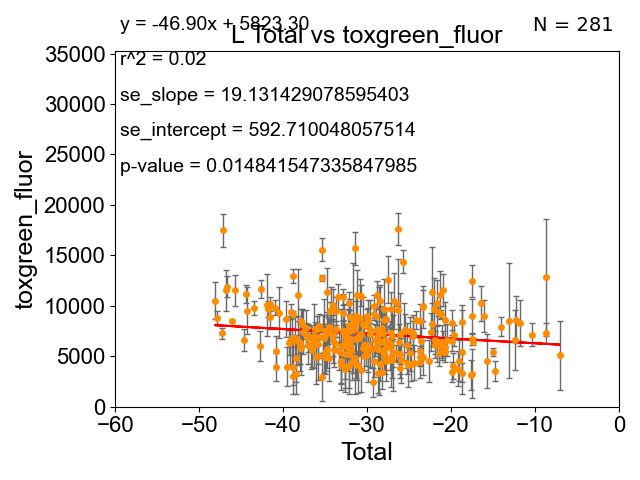 y = -46.90x + 5823.30
N = 281
L Total vs toxgreen_fluor
r^2 = 0.02
se_slope = 19.131429078595403
se_intercept = 592.710048057514
p-value = 0.014841547335847985
toxgreen_fluor
35000
30000
25000
20000
15000
10000
5000
0
−60
−50
−40
−30
−20
−10
0
Total